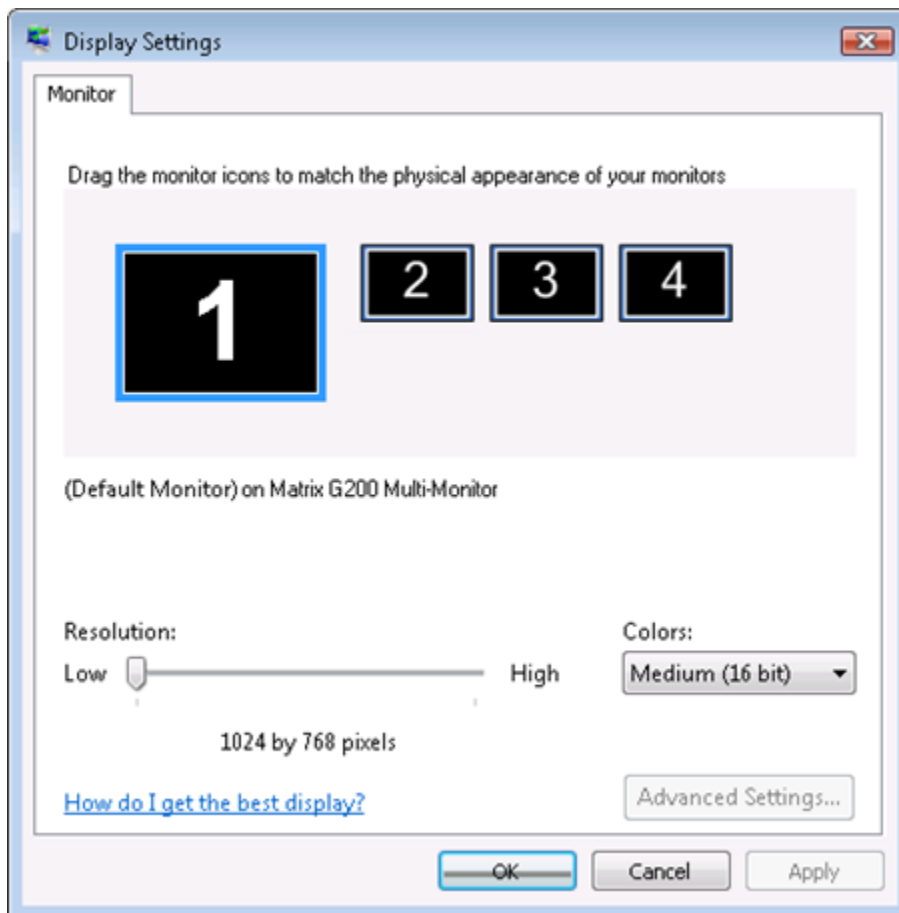 Display Settings
Monitor
Drag the monitor icons to match the physical appearance of your monitors
1 2 3 4
(Default Monitor) on Matrix G200 Multi-Monitor
Resolution: Colors:
Low High Medium (16 bit)
1024 by 768 pixels
How do I get the best display? Advanced Settings...
OK Cancel Apply